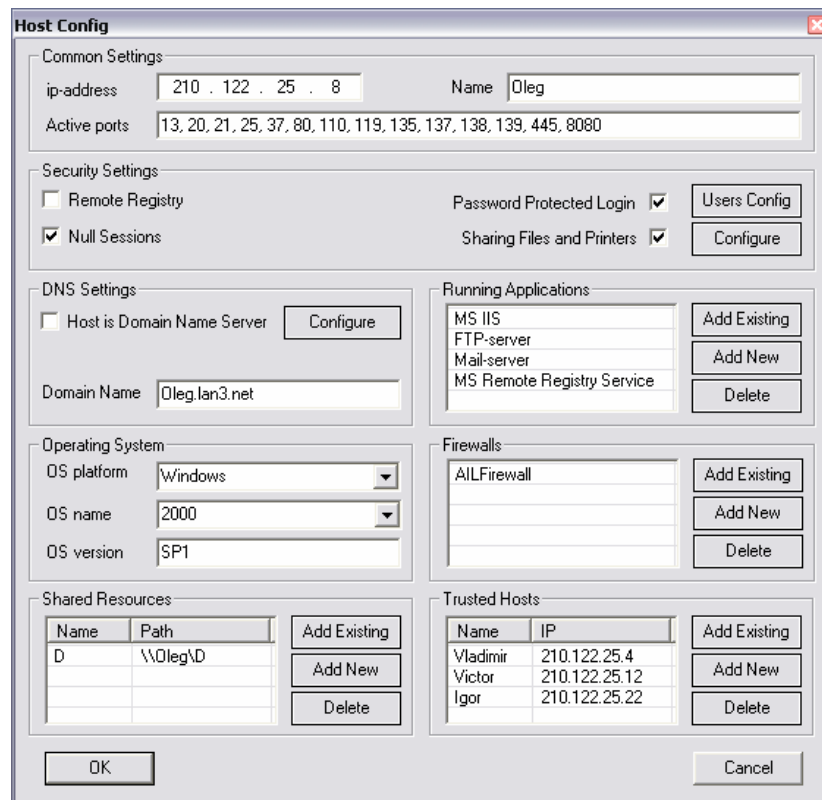 Host Config
Common Settings
ip-address 210 . 122 . 25 . 8 Name Oleg
Active ports 13, 20, 21, 25, 37, 80, 110, 119, 135, 137, 138, 139, 445, 8080
Security Settings
Remote Registry Password Protected Login Users Config
Null Sessions Sharing Files and Printers Configure
DNS Settings
Host is Domain Name Server Configure
Domain Name Oleg.lan3.net
Running Applications
MS IIS
FTP-server
Mail-server
MS Remote Registry Service
Add Existing
Add New
Delete
Operating System
OS platform Windows
OS name 2000
OS version SP1
Firewalls
AILFirewall
Add Existing
Add New
Delete
Shared Resources
Name Path
D \\Oleg\D
Add Existing
Add New
Delete
Trusted Hosts
Name IP
Vladimir 210.122.25.4
Victor 210.122.25.12
Igor 210.122.25.22
Add Existing
Add New
Delete
OK Cancel